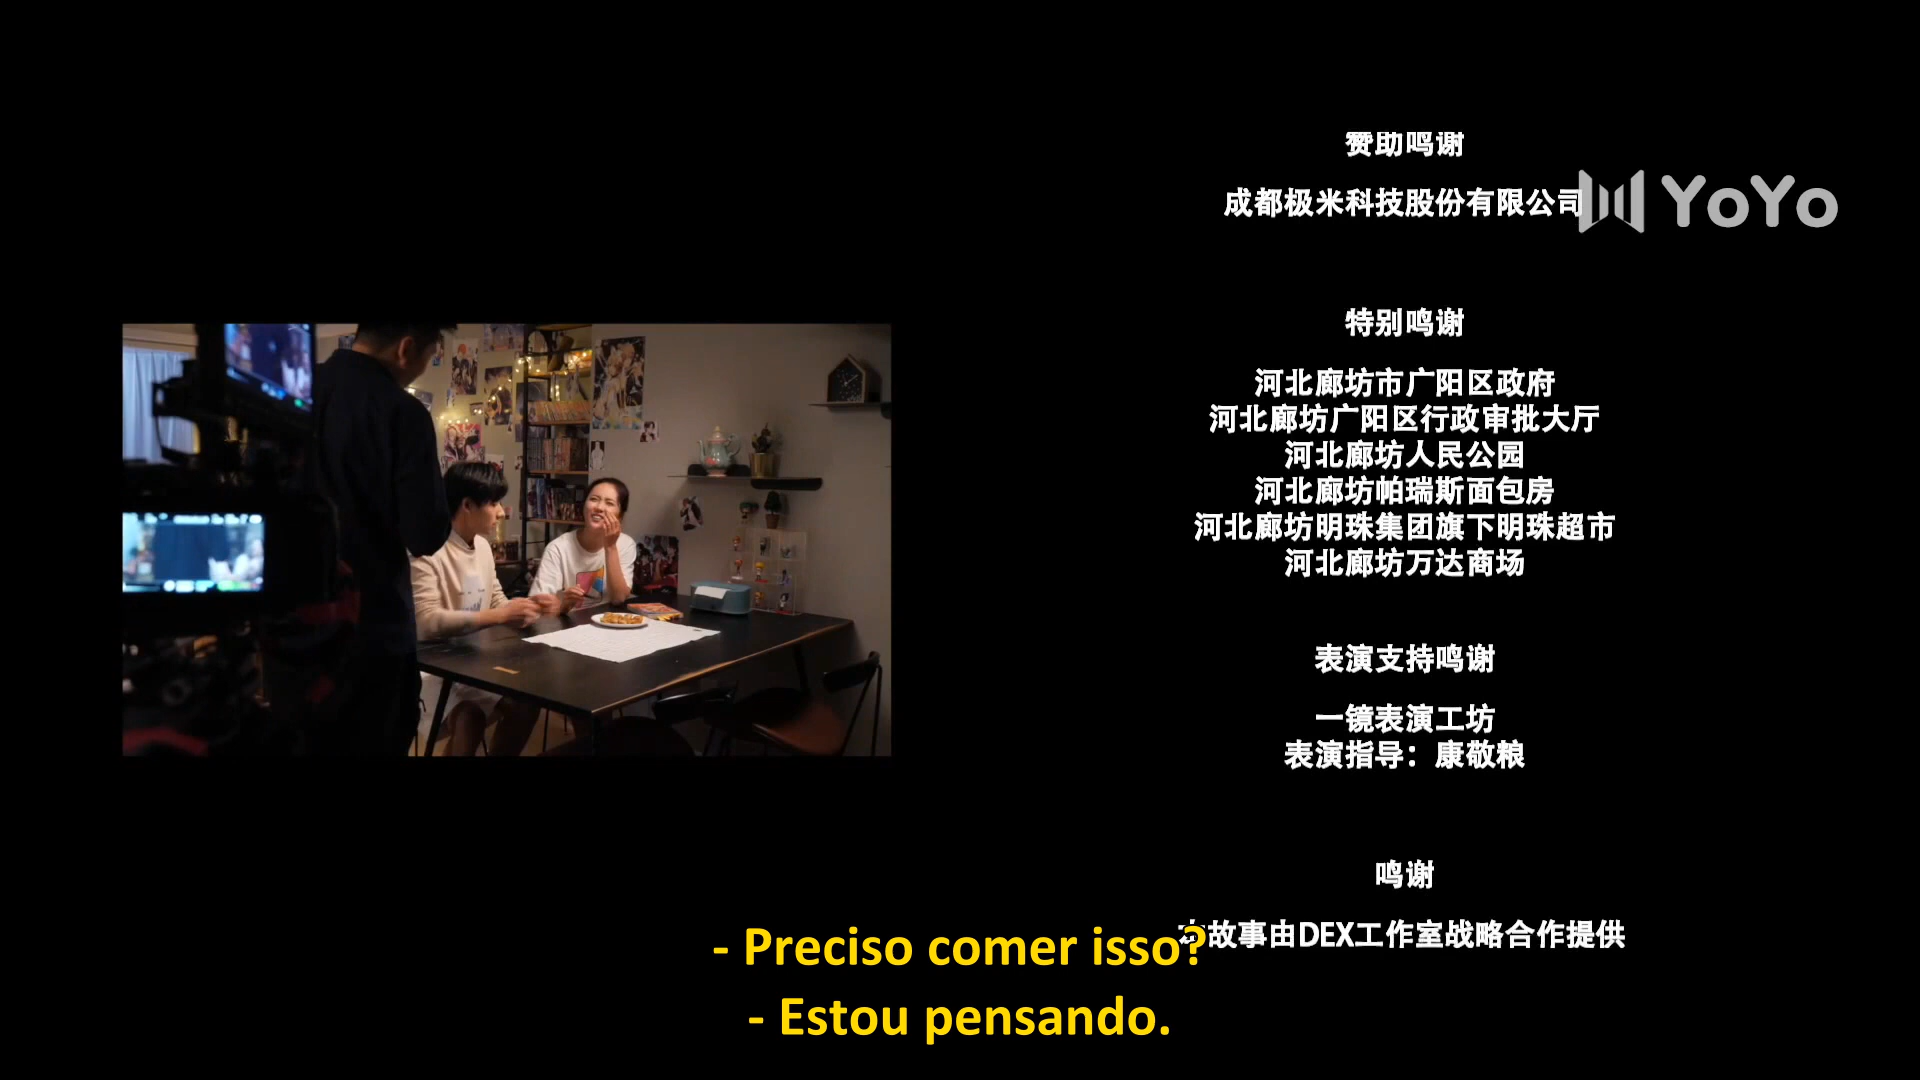 赞助鸣谢
成都极米科技股份有限公司
YoYo
特别鸣谢
河北廊坊市广阳区政府
河北廊坊广阳区行政审批大厅
河北廊坊人民公园
河北廊坊帕瑞斯面包房
河北廊坊明珠集团旗下明珠超市
河北廊坊万达商场
表演支持鸣谢
一镜表演工坊
表演指导：康敬粮
鸣谢
故事由DEX工作室战略合作提供
- Preciso comer isso?
- Estou pensando.